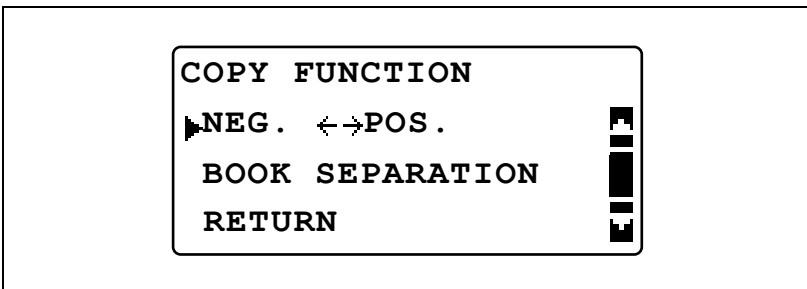 COPY FUNCTION
NEG. ←→POS.
BOOK SEPARATION
RETURN